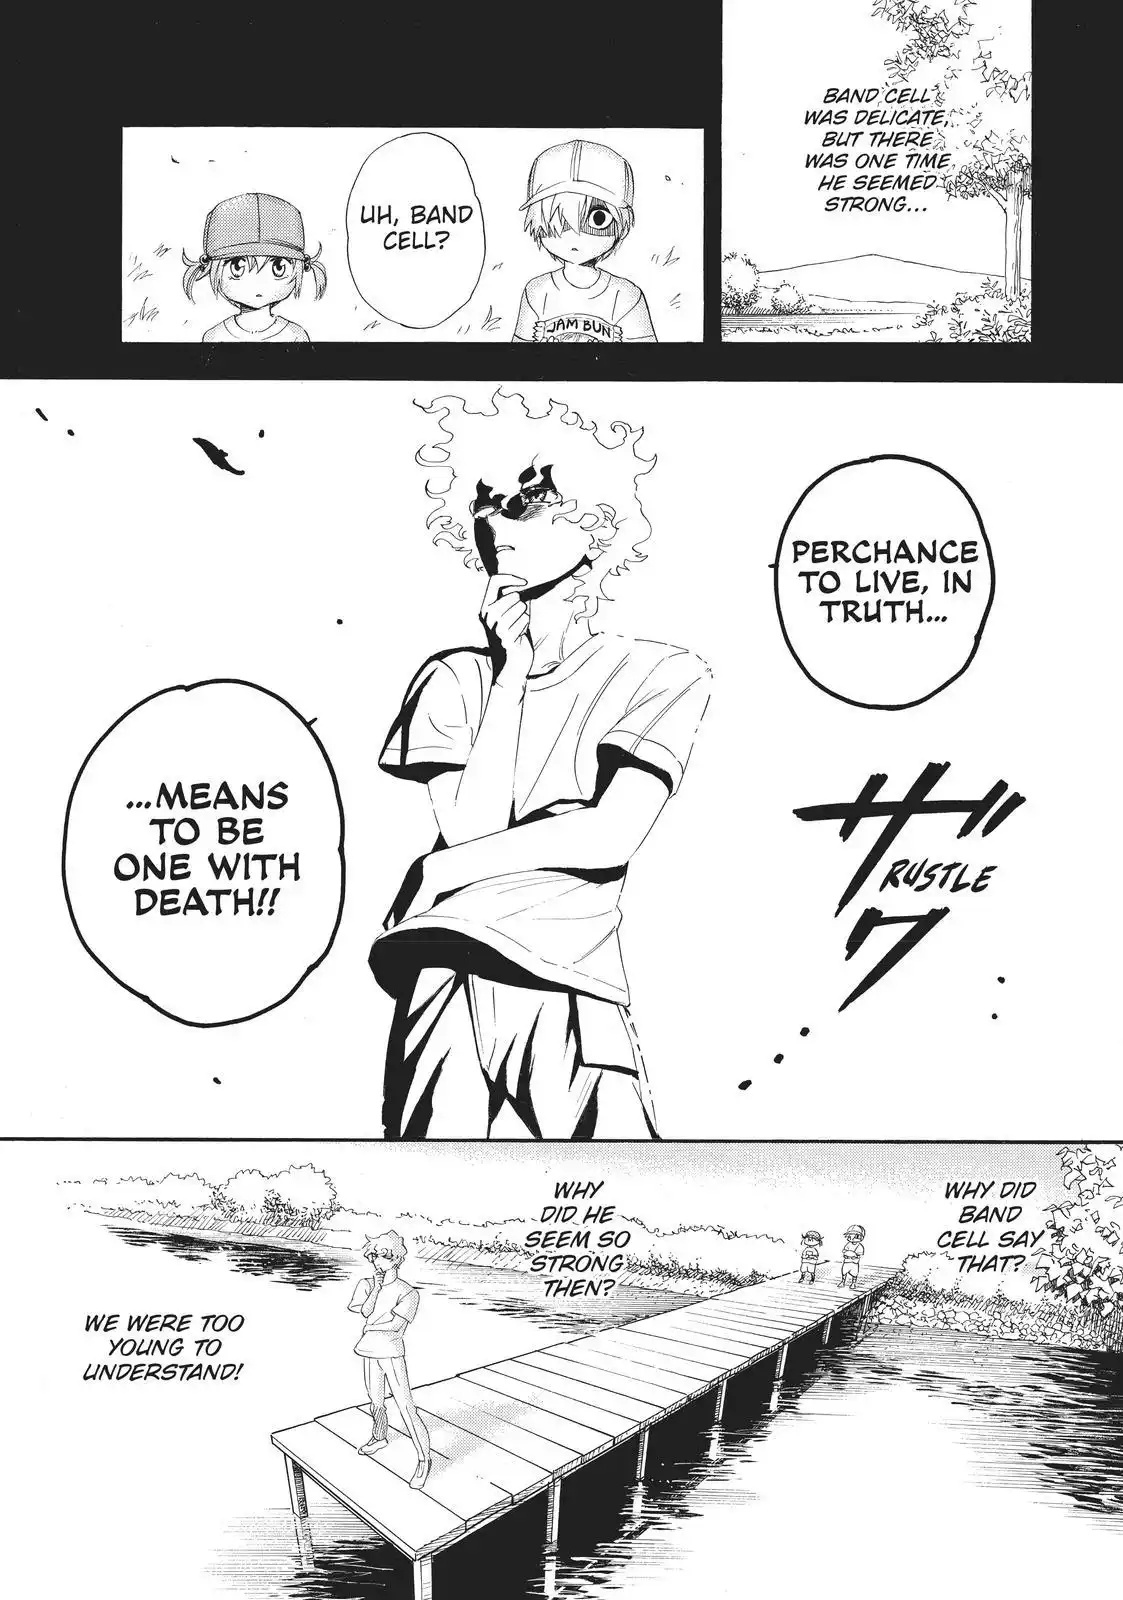 BAND CELL
WAS DELICATE,
BUT THERE
WAS ONE TIME
HE SEEMED
STRONG...
UH, BAND
CELL?
JAM BUN
PERCHANCE
TO LIVE, IN
TRUTH...
...MEANS
TO BE
ONE WITH
DEATH!!
ザワ
RUSTLE
WHY DID
BAND
CELL SAY
THAT?
WHY
DID HE
SEEM SO
STRONG
THEN?
WE WERE TOO
YOUNG TO
UNDERSTAND!